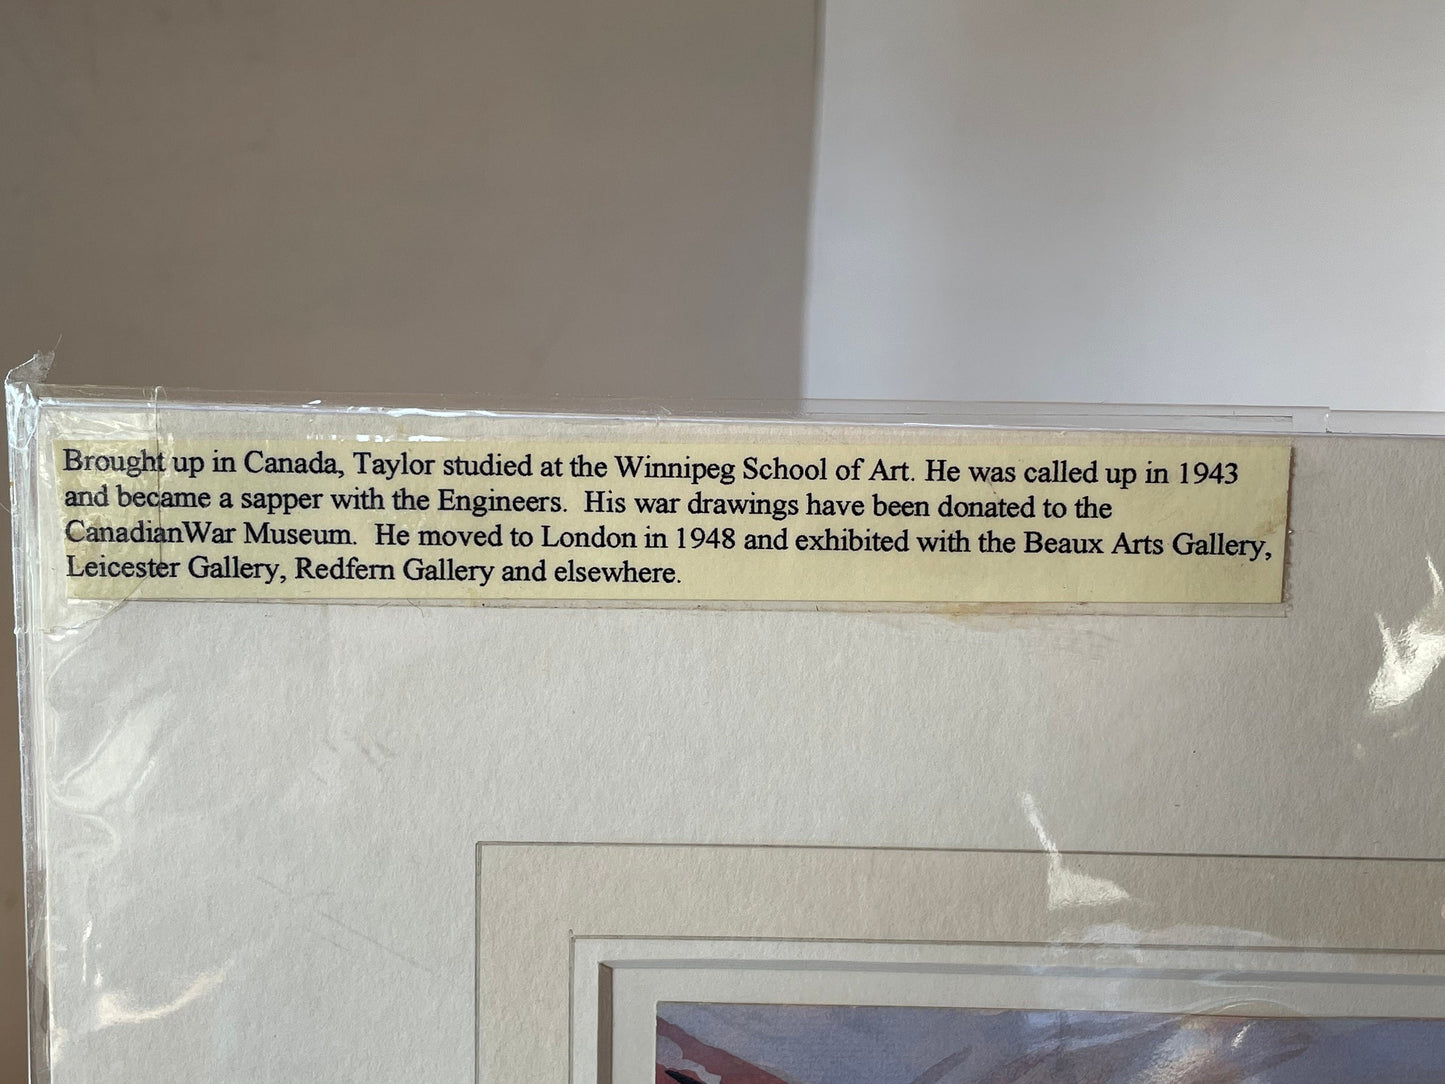 Brought up in Canada, Taylor studied at the Winnipeg School of Art. He was called up in 1943
and became a sapper with the Engineers.  His war drawings have been donated to the
CanadianWar Museum.  He moved to London in 1948 and exhibited with the Beaux Arts Gallery,
Leicester Gallery, Redfern Gallery and elsewhere.